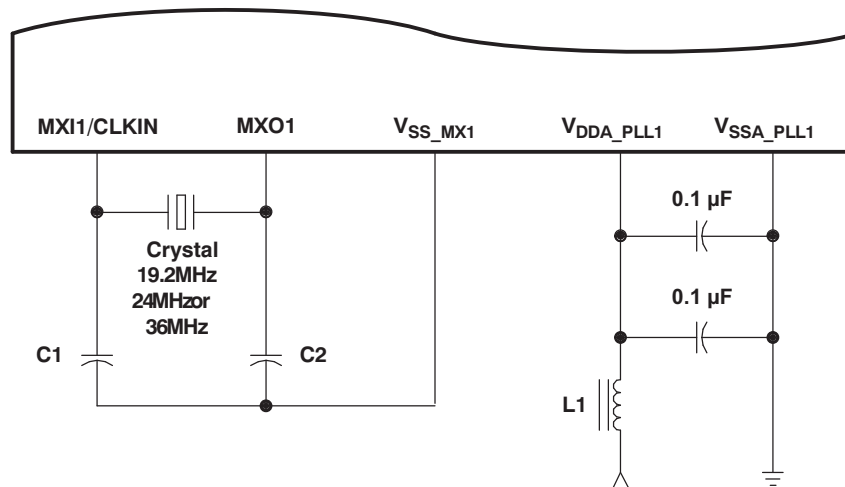 MXI1/CLKIN
MXO1
VSS_MX1
VDDA_PLL1
VSSA_PLL1
0.1 µF
Crystal
19.2MHz
24MHzor
36MHz
0.1 µF
C1
C2
L1